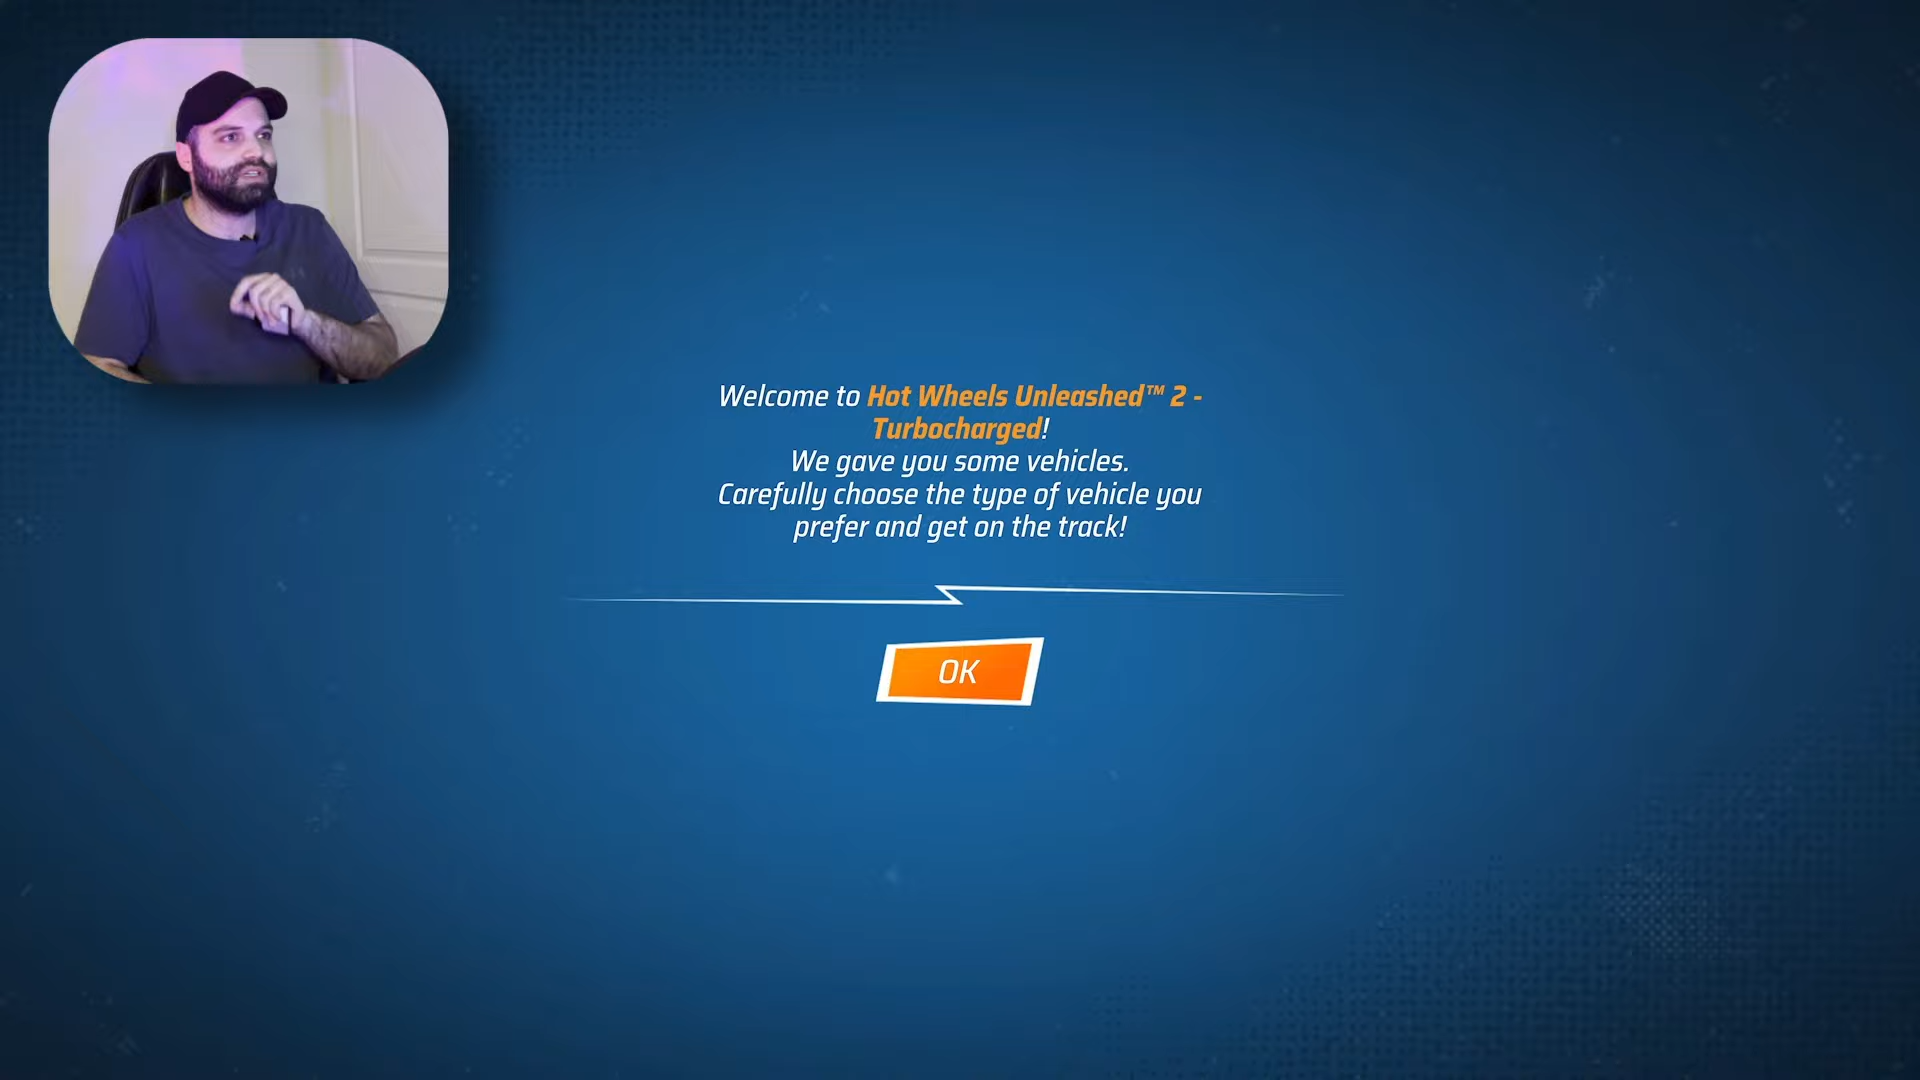 Welcome to Hot Wheels Unleashed™ 2 -
Turbocharged!
We gave you some vehicles.
Carefully choose the type of vehicle you
prefer and get on the track!
OK